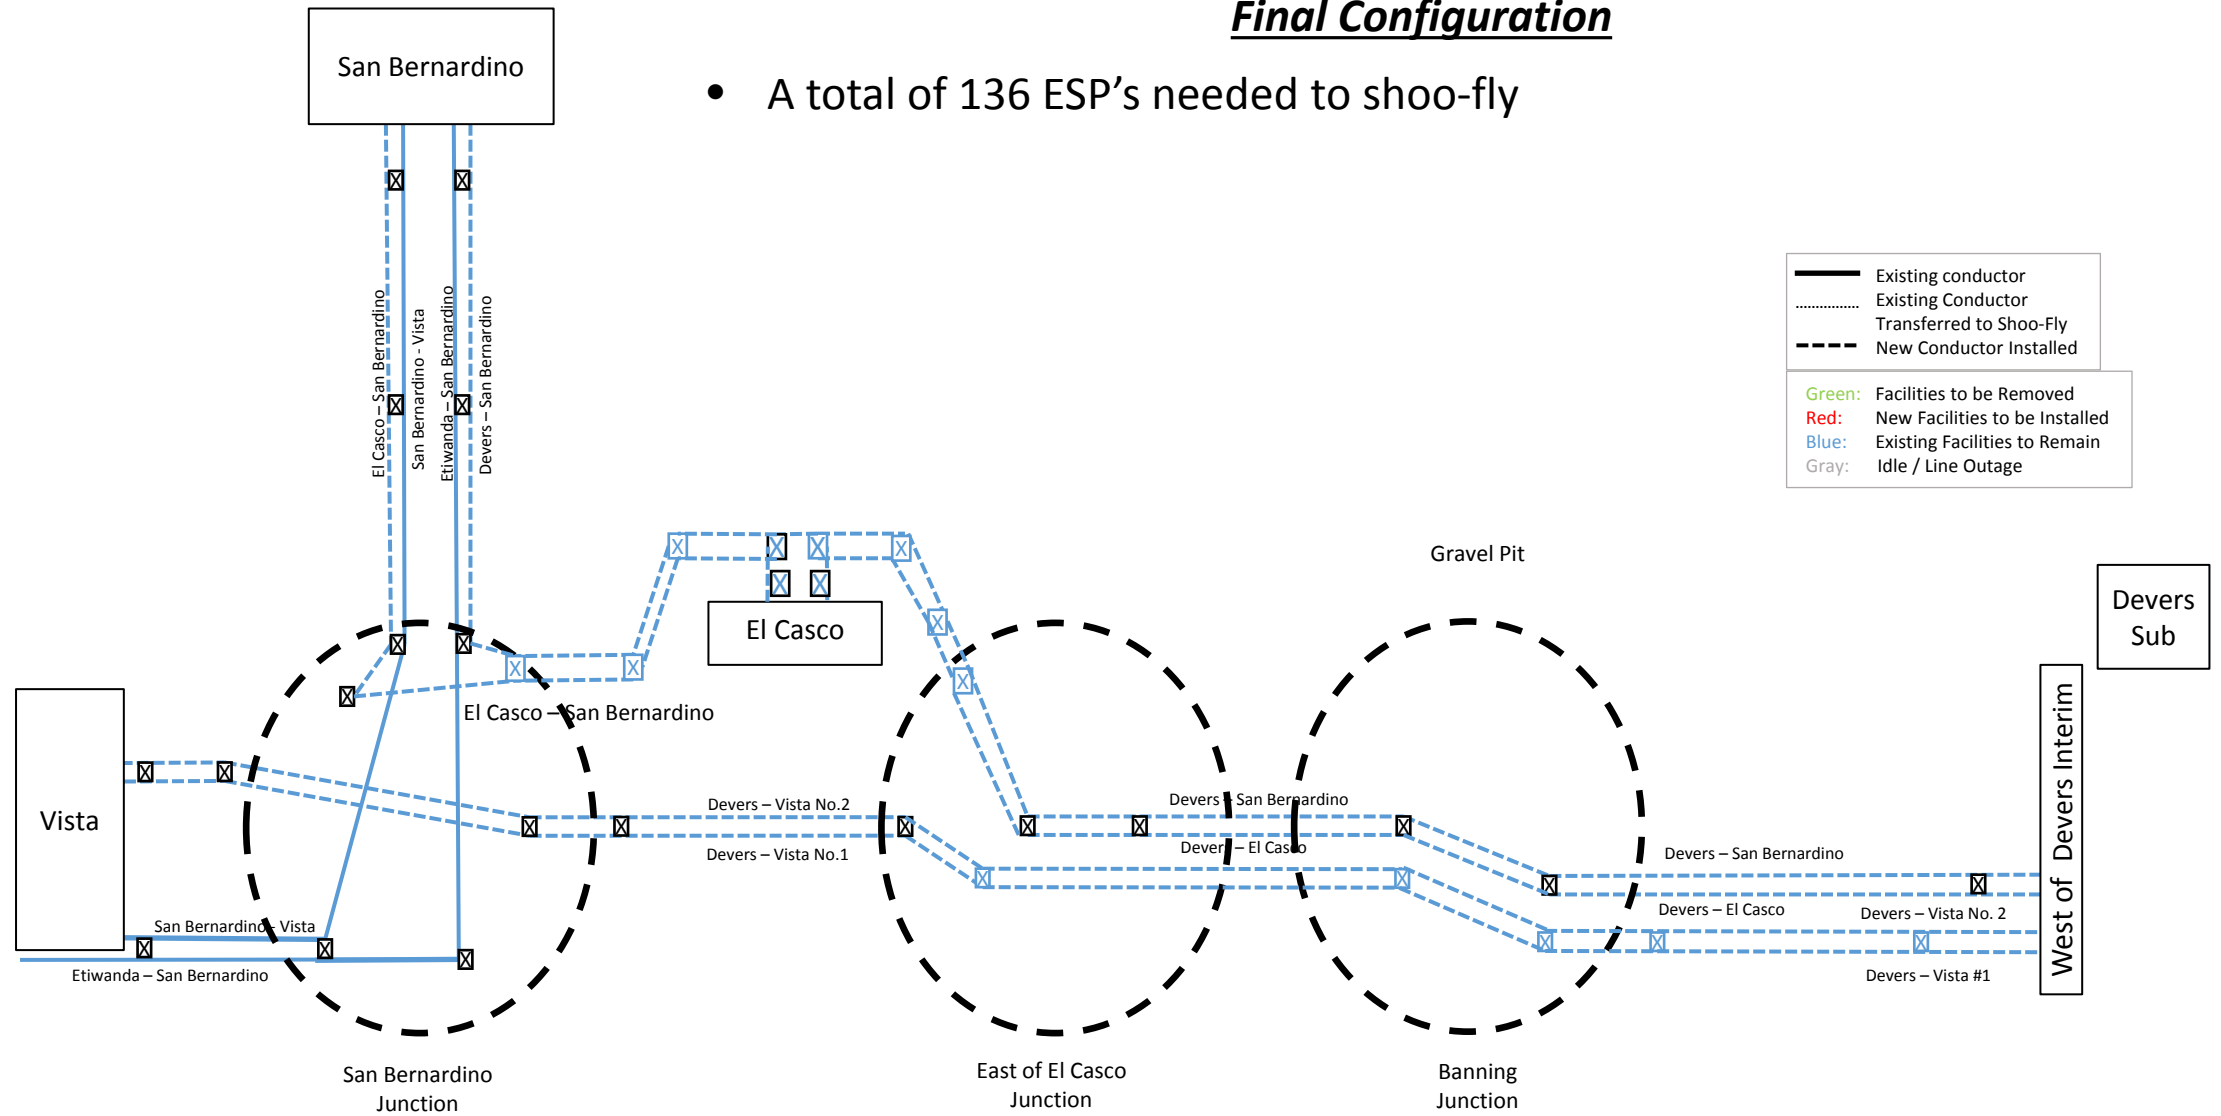 Final Configuration
• A total of 136 ESP's needed to shoo-fly
San Bernardino
El Casco – San Bernardino
San Bernardino - Vista
Etiwanda – San Bernardino
Devers – San Bernardino
Existing conductor
Existing Conductor
Transferred to Shoo-Fly
New Conductor Installed
Green: Facilities to be Removed
Red: New Facilities to be Installed
Blue: Existing Facilities to Remain
Gray: Idle / Line Outage
Gravel Pit
Devers
Sub
El Casco
El Casco – San Bernardino
Vista
Devers – Vista No.2
Devers – Vista No.1
Devers – San Bernardino
Devers – El Casco
Devers – San Bernardino
Devers – El Casco
Devers – Vista No. 2
Devers – Vista #1
West of Devers Interim
San Bernardino - Vista
Etiwanda – San Bernardino
San Bernardino
Junction
East of El Casco
Junction
Banning
Junction